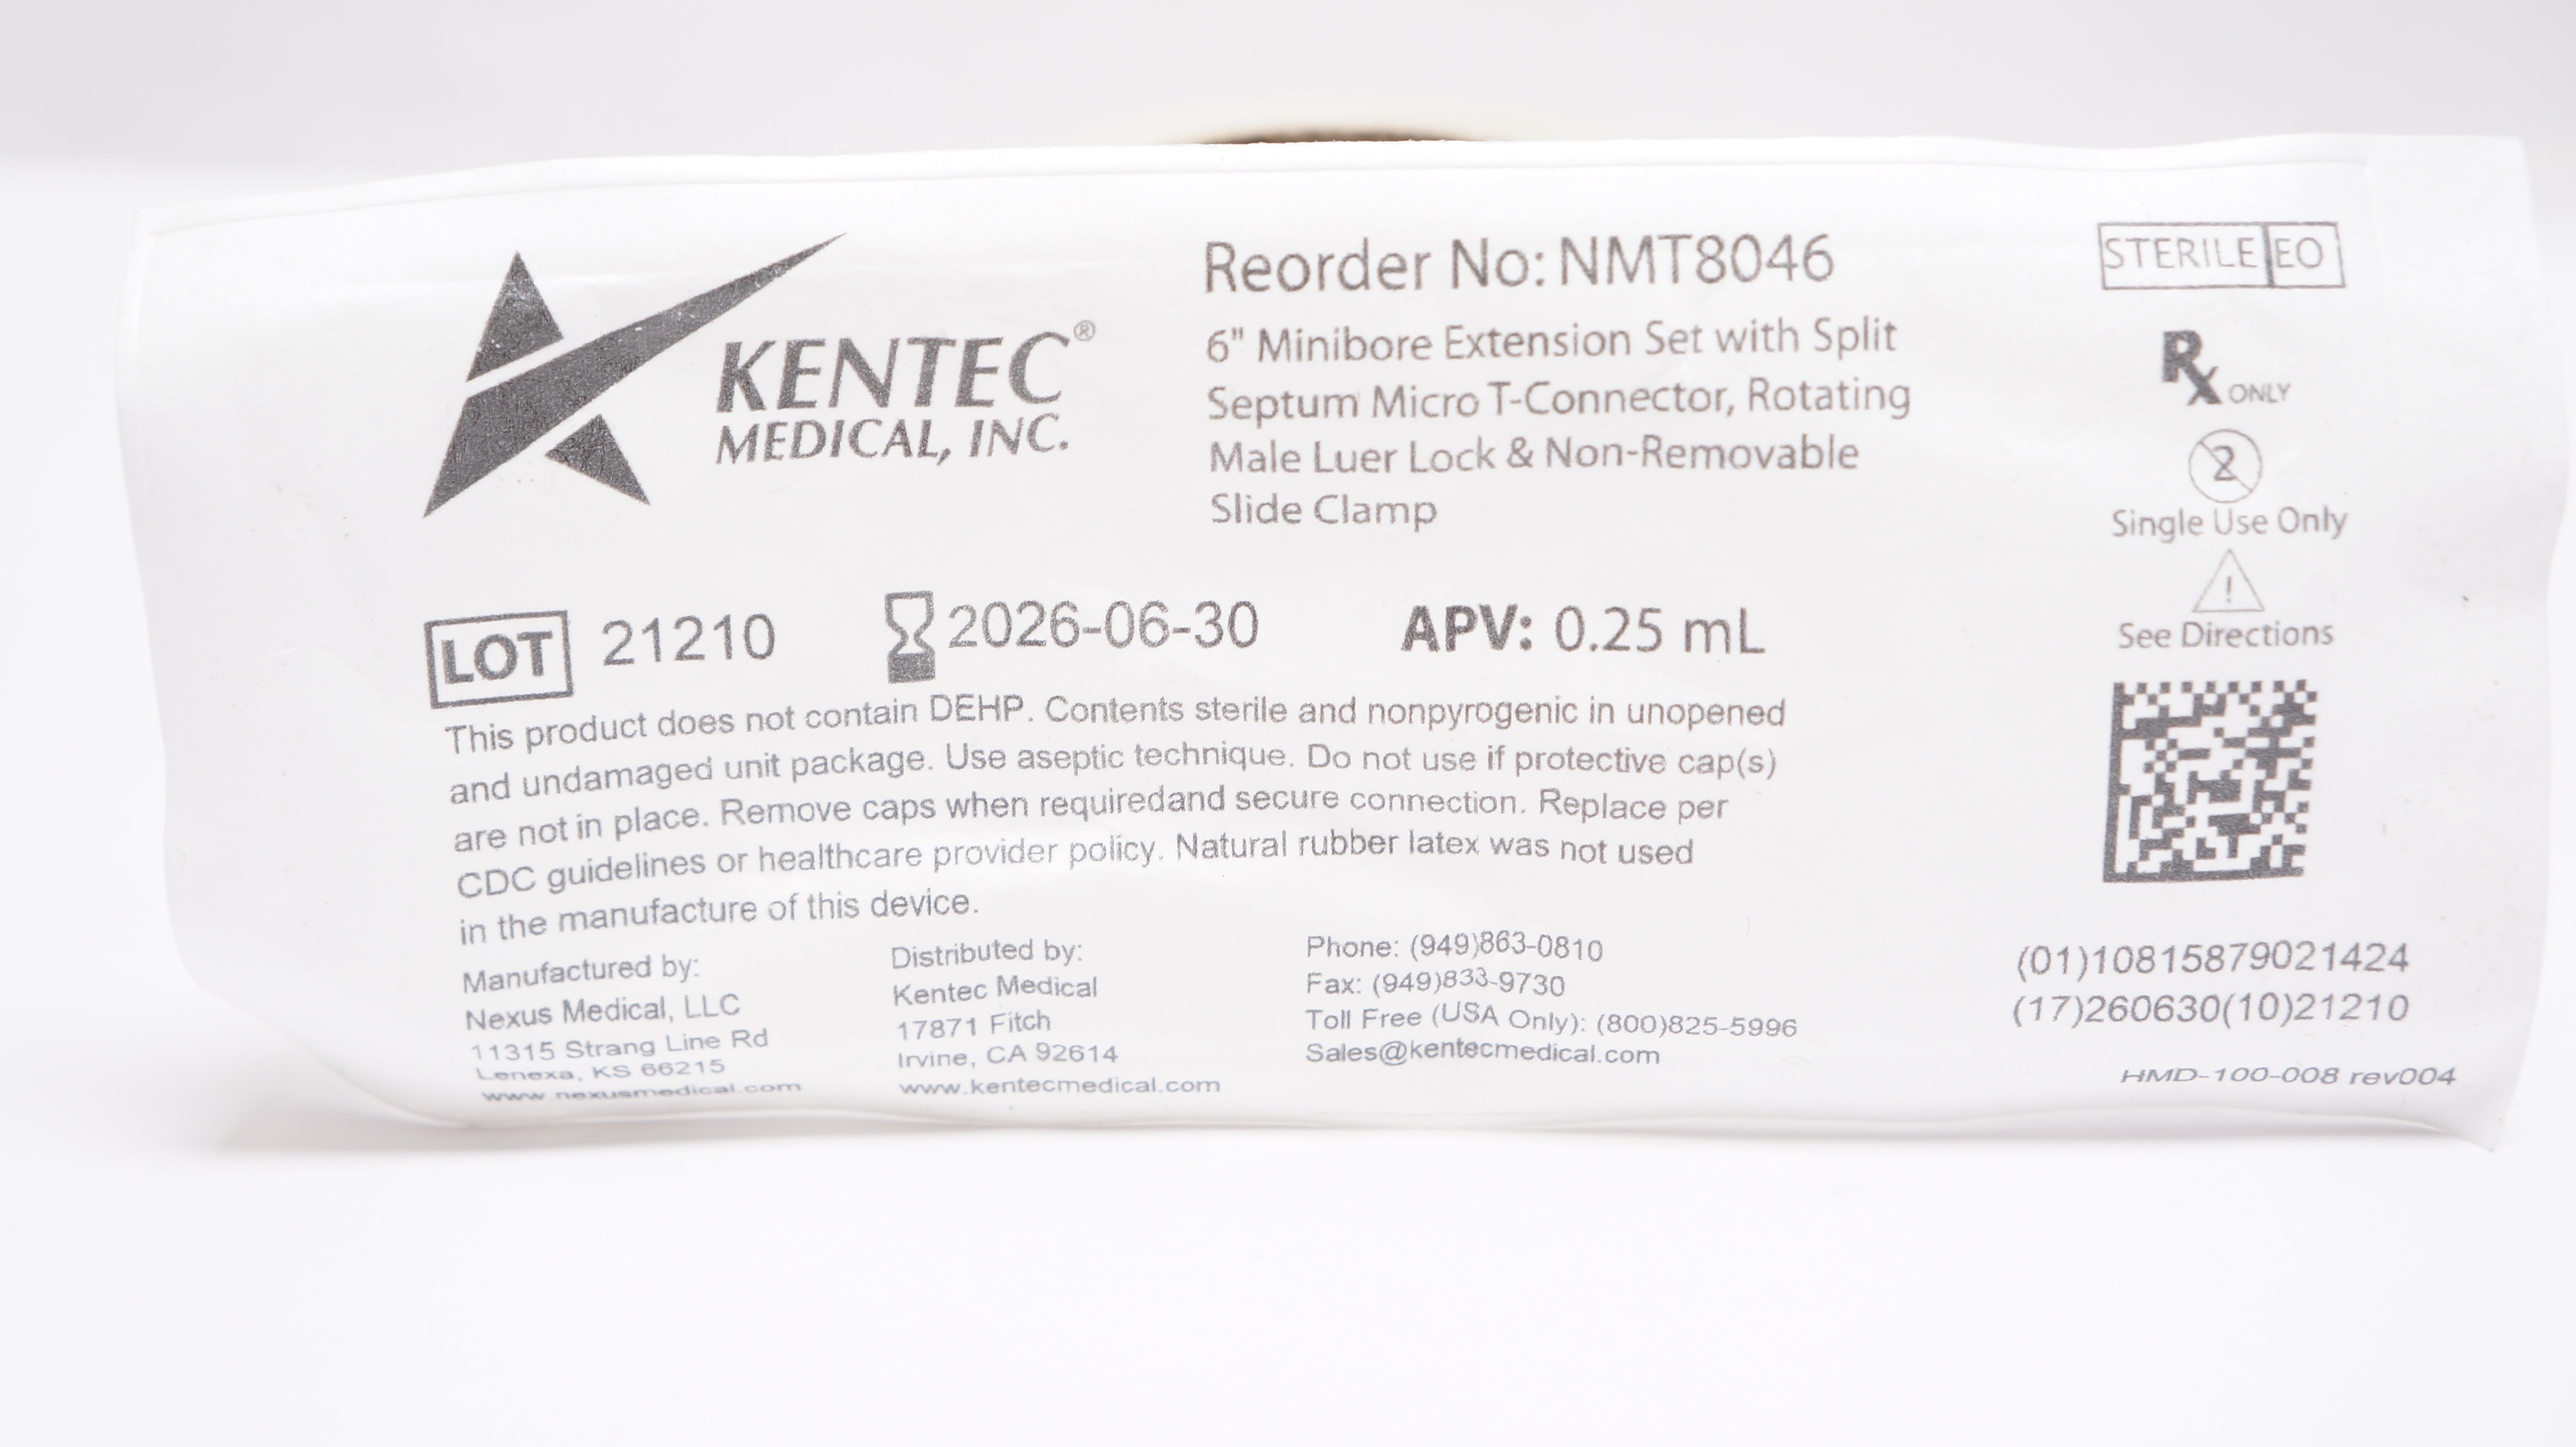 KENTEC®
MEDICAL, INC.
Reorder No: NMT8046
6" Minibore Extension Set with Split
Septum Micro T-Connector, Rotating
Male Luer Lock & Non-Removable
Slide Clamp
STERILE EO
Rx ONLY
2
Single Use Only
!
See Directions
LOT 21210
2026-06-30
APV: 0.25 mL
This product does not contain DEHP. Contents sterile and nonpyrogenic in unopened
and undamaged unit package. Use aseptic technique. Do not use if protective cap(s)
are not in place. Remove caps when requiredand secure connection. Replace per
CDC guidelines or healthcare provider policy. Natural rubber latex was not used
in the manufacture of this device.
Manufactured by:
Nexus Medical, LLC
11315 Strang Line Rd
Lenexa, KS 66215
www.nexusmedical.com
Distributed by:
Kentec Medical
17871 Fitch
Irvine, CA 92614
www.kentecmedical.com
Phone: (949)863-0810
Fax: (949)833-9730
Toll Free (USA Only): (800)825-5996
Sales@kentecmedical.com
(01)10815879021424
(17)260630(10)21210
HMD-100-008 rev004